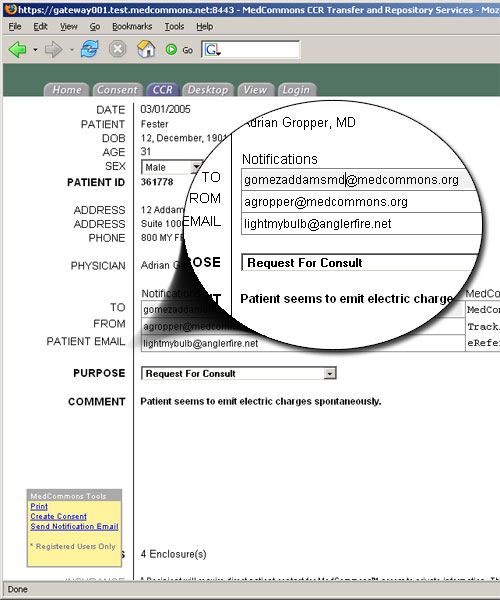 https://gateway001.test.medcommons.net:8443 - MedCommons CCR Transfer and Repository Services - Moz
File Edit View Go Bookmarks Tools Help
Go G
Home Consent CCR Desktop View Login
DATE 03/01/2005
PATIENT Fester
DOB 12, December, 1901
AGE 31
SEX Male
PATIENT ID 361778
ADDRESS 12 Addam
ADDRESS Suite 100
PHONE 800 MY F
PHYSICIAN Adrian G
Notifications MedComm
TO gomezaddamsmd MedC
FROM agropper@medcommons Track
PATIENT EMAIL lightmybulb@anglerfire.net eRefer
PURPOSE Request For Consult
COMMENT Patient seems to emit electric charges spontaneously.
Adrian Gropper, MD
Notifications
TO gomezaddamsmd@medcommons.org
ROM agropper@medcommons.org
EMAIL lightmybulb@anglerfire.net
POSE Request For Consult
Patient seems to emit electric charge
MedCommons Tools
Print
Create Consent
Send Notification Email
* Registered Users Only
S 4 Enclosure(s)
Done